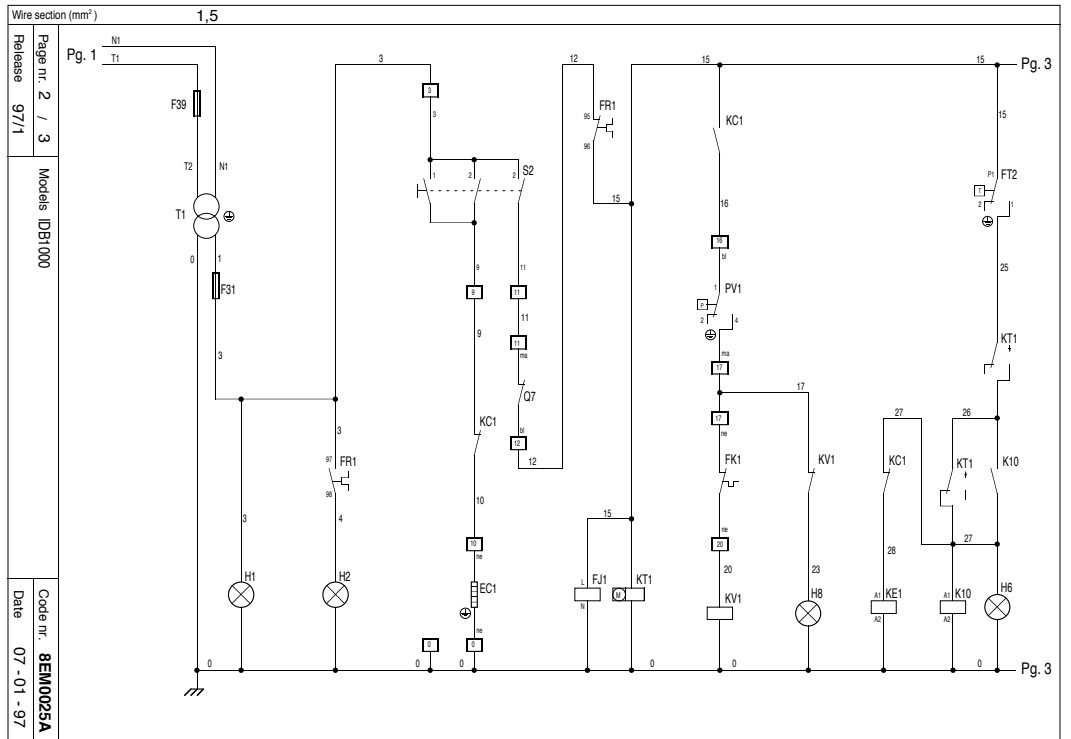 Wire section (mm²) 1,5
Release 97/1
Page nr. 2 / 3
Models IDB1000
Code nr. 8EM0025A
Date 07 - 01 - 97
Pg. 1
N1
T1
F39
T2
N1
T1
0
1
F31
3
3
H1
3
97
FR1
98
4
H2
0
3
3
3
1
2
2
S2
9
11
9
11
9
11
11
ma
Q7
bl
12
12
KC1
10
10
ne
EC1
ne
0
0
0
0
12
95
FR1
96
15
15
L
FJ1
N
M
KT1
0
15
KC1
16
16
bl
1
PV1
P
2
4
ma
17
17
17
ne
FK1
ne
20
20
KV1
0
KV1
23
H8
15
Pg. 3
15
P1
FT2
T
2
1
25
KT1
27
26
KC1
KT1
K10
27
28
A1
KE1
A2
A1
K10
A2
H6
0
Pg. 3